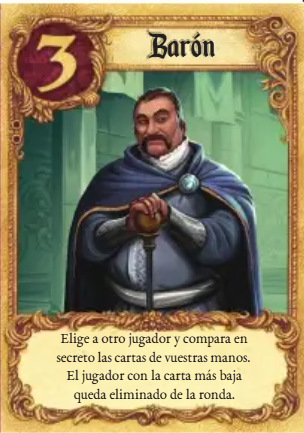 3
Barón
Elige a otro jugador y compara en
secreto las cartas de vuestras manos.
El jugador con la carta más baja
queda eliminado de la ronda.